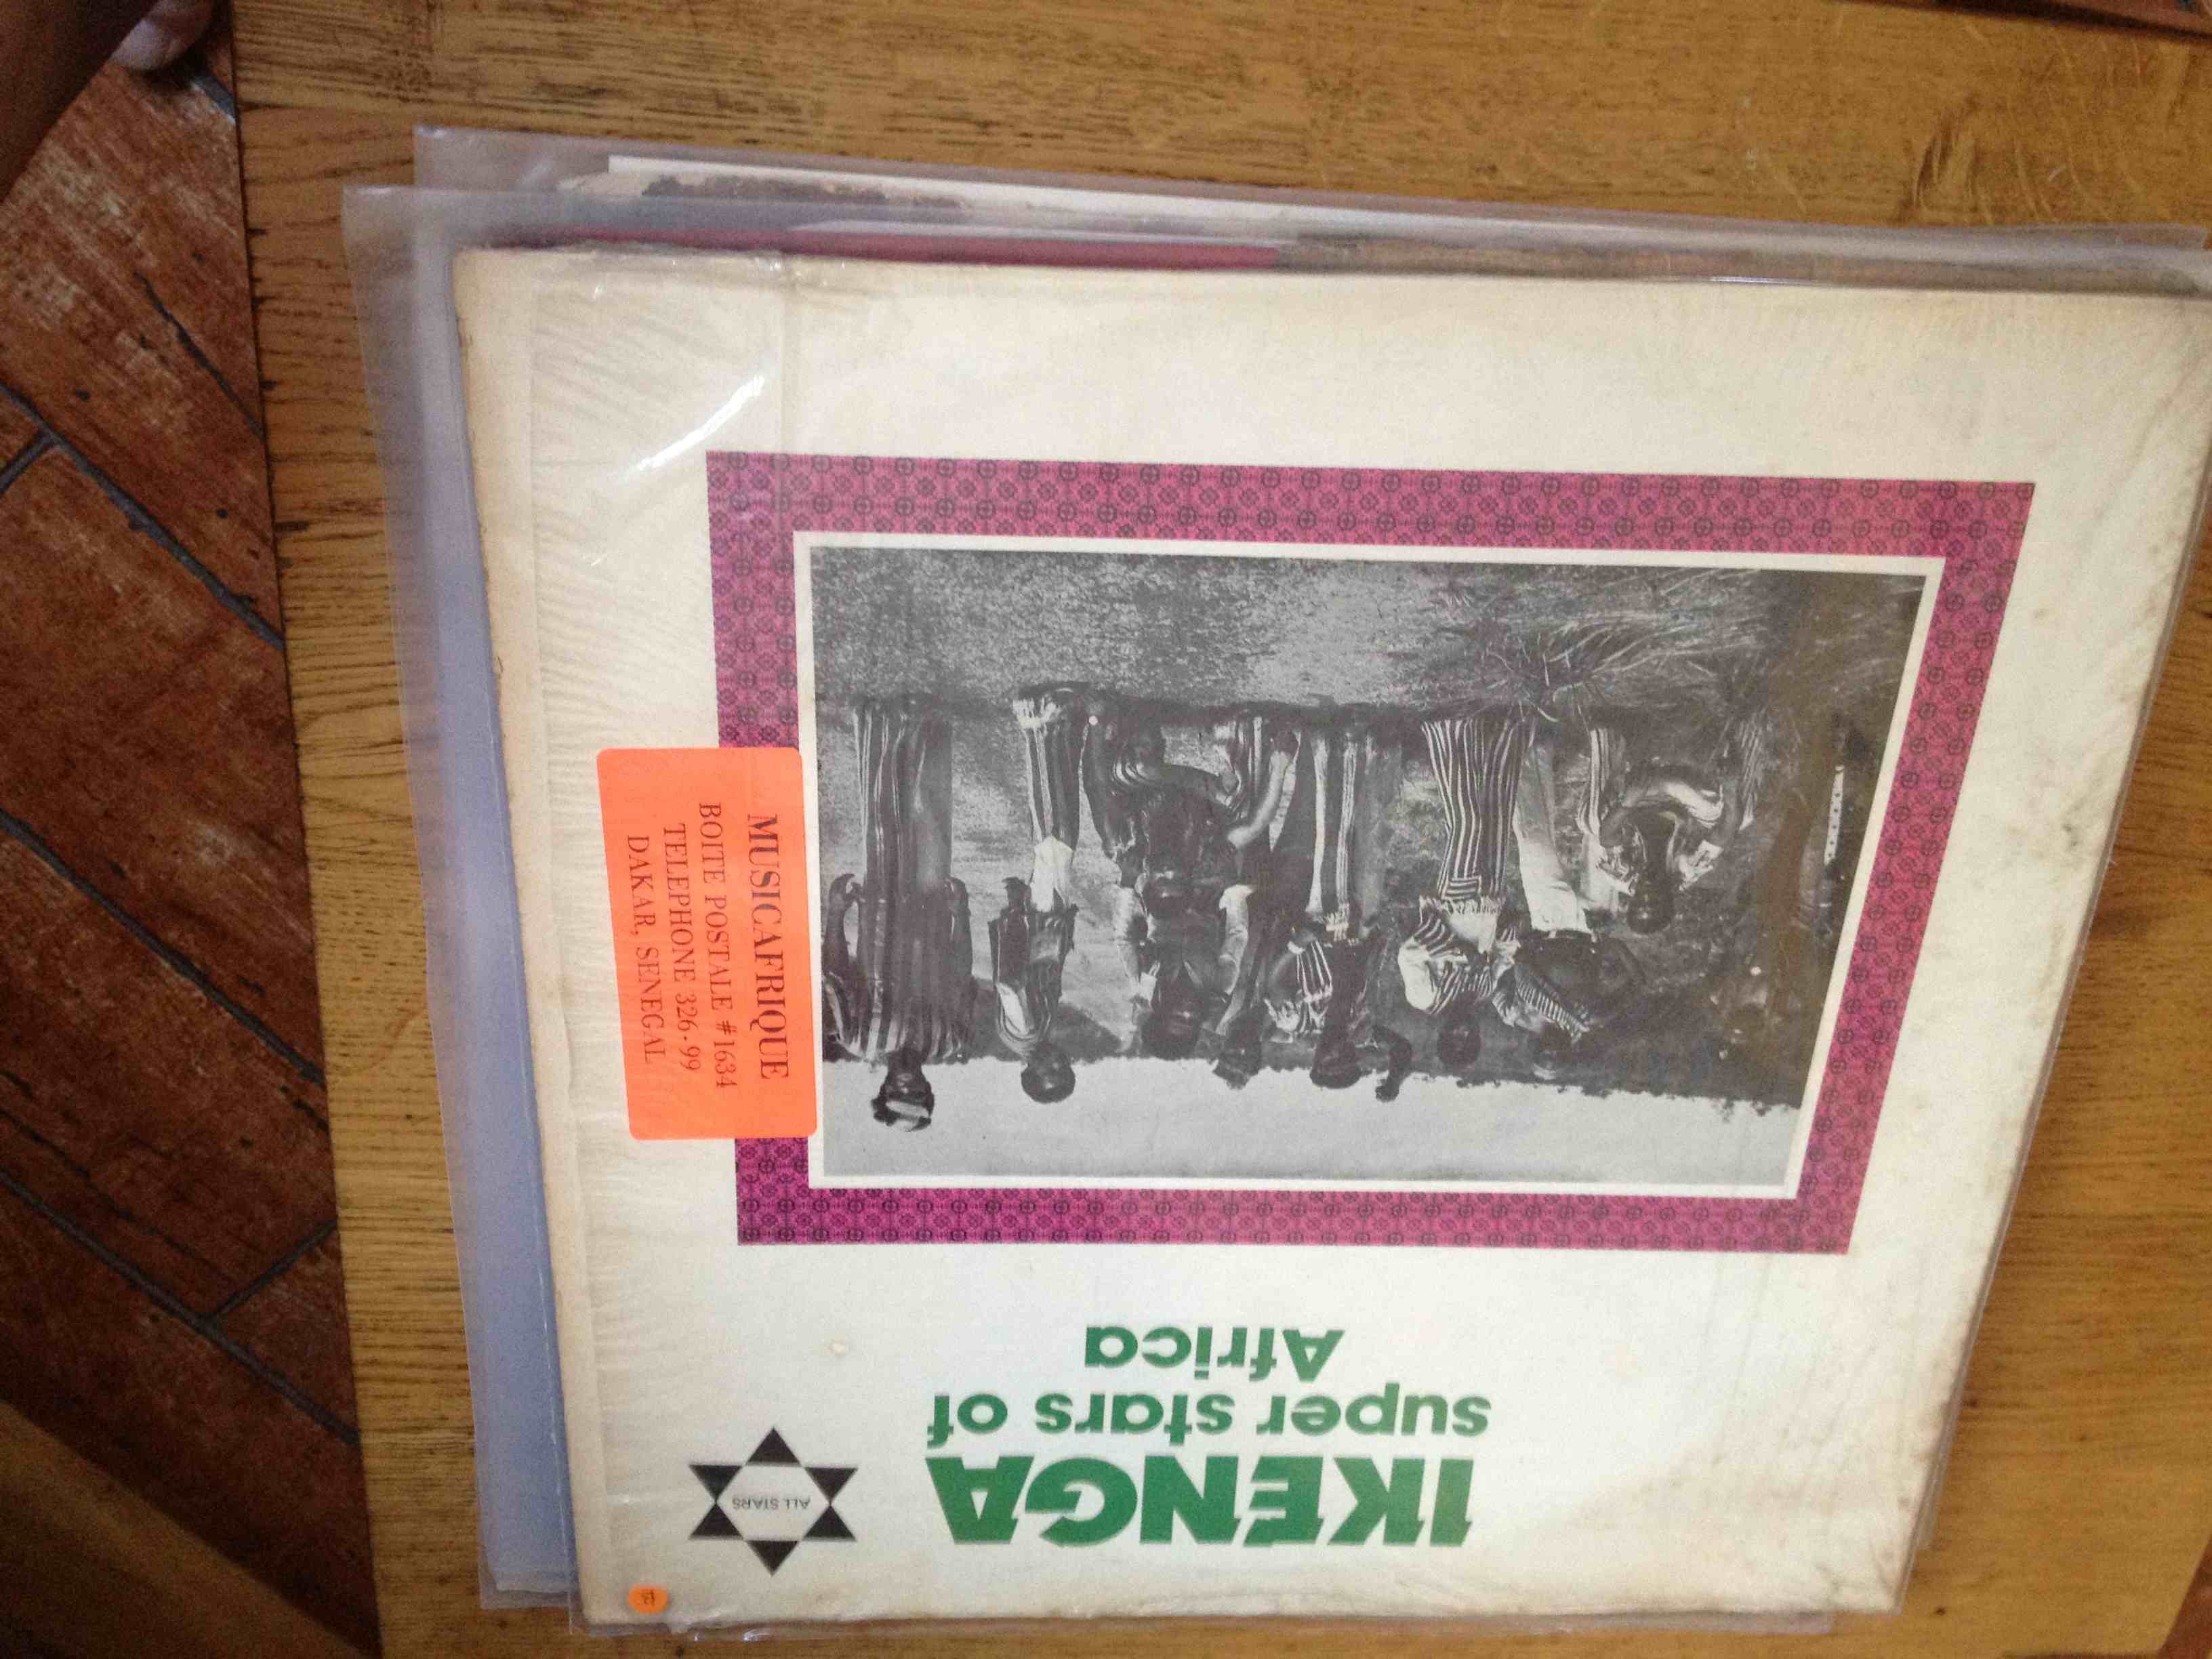 IKENGA
super stars of
Africa
ALL STARS
MUSICAFRIQUE
BOITE POSTALE #1634
TELEPHONE 326-99
DAKAR, SENEGAL